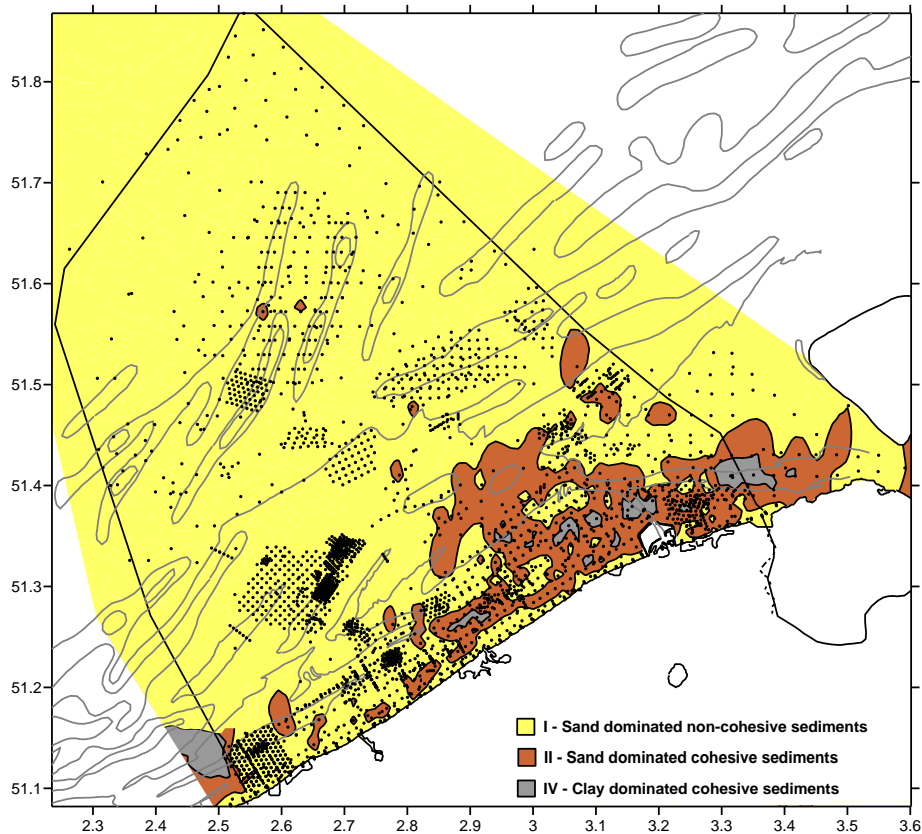 51.8
51.7
51.6
51.5
51.4
51.3
51.2
51.1
I - Sand dominated non-cohesive sediments
II - Sand dominated cohesive sediments
IV - Clay dominated cohesive sediments
2.3 2.4 2.5 2.6 2.7 2.8 2.9 3 3.1 3.2 3.3 3.4 3.5 3.6